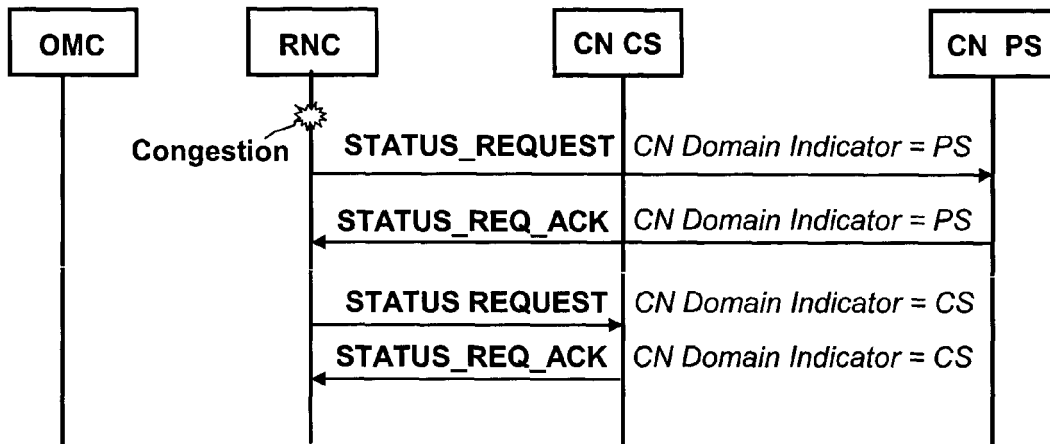 OMC RNC CN CS CN PS
Congestion
STATUS_REQUEST CN Domain Indicator = PS
STATUS_REQ_ACK CN Domain Indicator = PS
STATUS REQUEST CN Domain Indicator = CS
STATUS_REQ_ACK CN Domain Indicator = CS